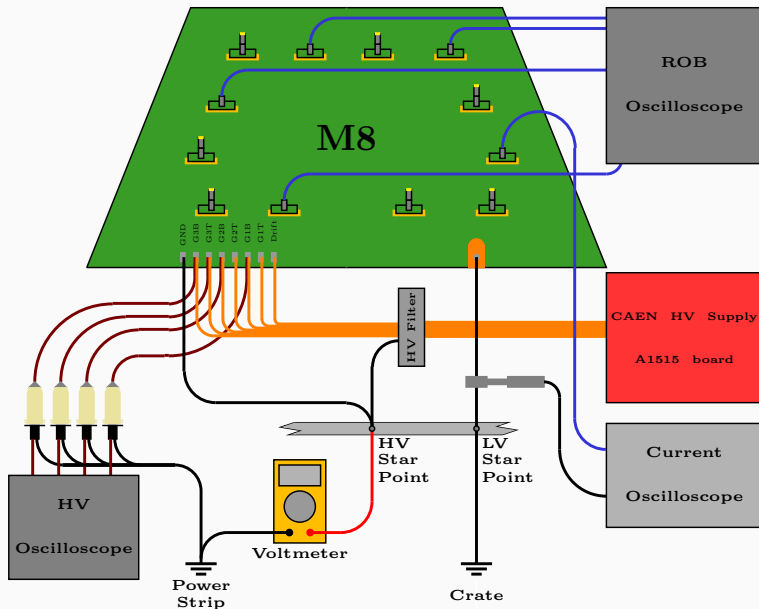 ROB
Oscilloscope
M8
GND
G3B
G3T
G2B
G2T
G1B
G1T
Drift
HV Filter
CAEN HV Supply
A1515 board
HV
Star
Point
LV
Star
Point
Current
Oscilloscope
HV
Oscilloscope
Voltmeter
Power
Strip
Crate